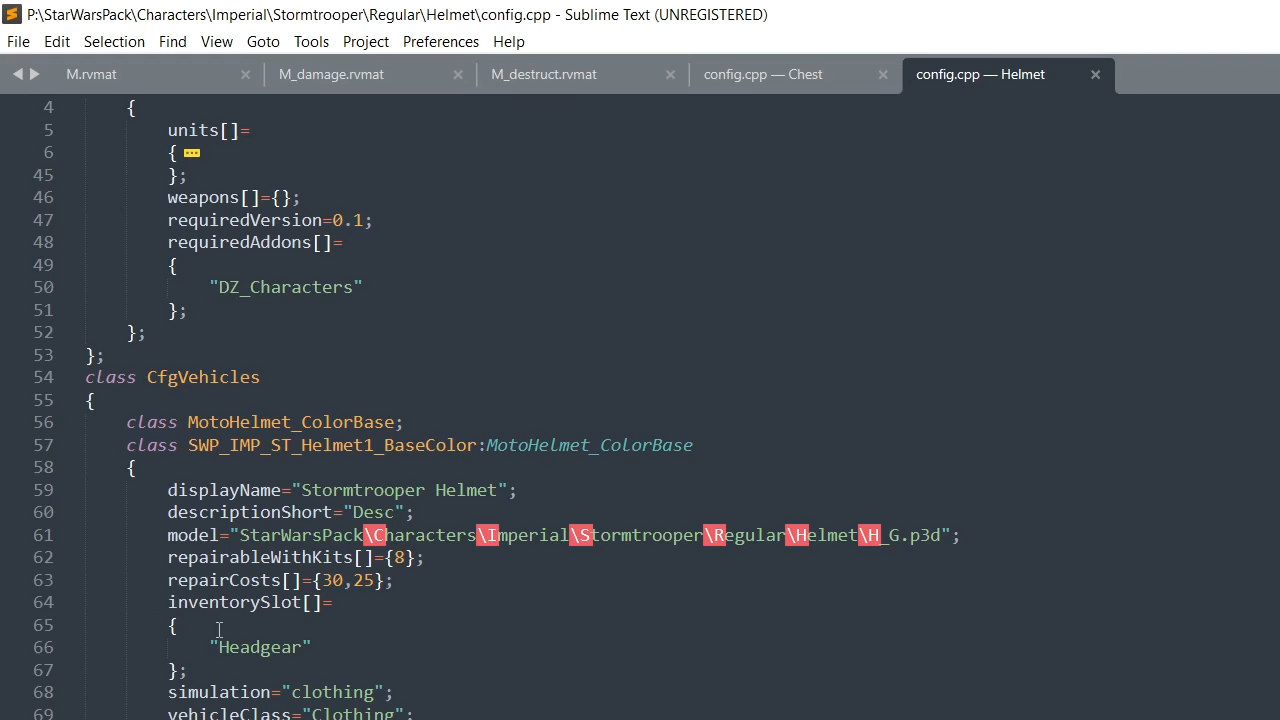 P:\StarWarsPack\Characters\Imperial\Stormtrooper\Regular\Helmet\config.cpp - Sublime Text (UNREGISTERED)
File Edit Selection Find View Goto Tools Project Preferences Help
M.rvmat M_damage.rvmat M_destruct.rvmat config.cpp — Chest config.cpp — Helmet
4 {
5 units[]=
6 {
45 };
46 weapons[]={};
47 requiredVersion=0.1;
48 requiredAddons[]=
49 {
50 "DZ_Characters"
51 };
52 };
53 };
54 class CfgVehicles
55 {
56 class MotoHelmet_ColorBase;
57 class SWP_IMP_ST_Helmet1_BaseColor:MotoHelmet_ColorBase
58 {
59 displayName="Stormtrooper Helmet";
60 descriptionShort="Desc";
61 model="StarWarsPack\Characters\Imperial\Stormtrooper\Regular\Helmet\H_G.p3d";
62 repairableWithKits[]={8};
63 repairCosts[]={30,25};
64 inventorySlot[]=
65 {
66 "Headgear"
67 };
68 simulation="clothing";
69 vehicleClass="Clothing";